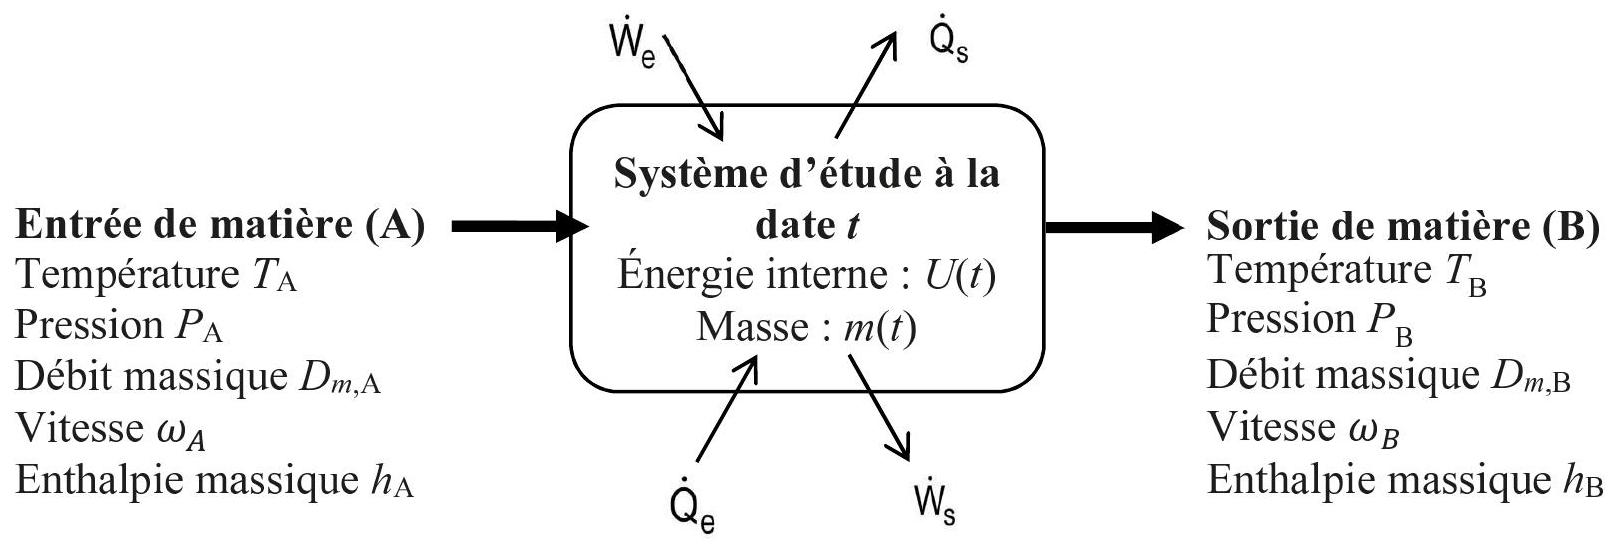 Ẇe
Q̇s
Système d’étude à la
date t
Énergie interne : U(t)
Masse : m(t)
Entrée de matière (A)
Température TA
Pression PA
Débit massique Dm,A
Vitesse ωA
Enthalpie massique hA
Sortie de matière (B)
Température TB
Pression PB
Débit massique Dm,B
Vitesse ωB
Enthalpie massique hB
Q̇e
Ẇs